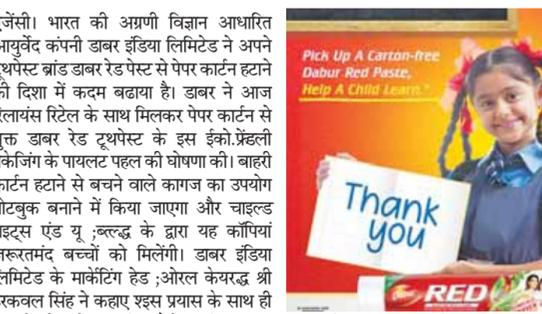 एजेंसी। भारत की अग्रणी विज्ञान आधारित
आयुर्वेद कंपनी डाबर इंडिया लिमिटेड ने अपने
टूथपेस्ट ब्रांड डाबर रेड पेस्ट से पेपर कार्टन हटाने
की दिशा में कदम बढाया है। डाबर ने आज
रिलायंस रिटेल के साथ मिलकर पेपर कार्टन से
मुक्त डाबर रेड टूथपेस्ट के इस ईको.फ्रेंडली
पैकेजिंग के पायलट पहल की घोषणा की। बाहरी
कार्टन हटाने से बचने वाले कागज का उपयोग
नोटबुक बनाने में किया जाएगा और चाइल्ड
राइट्स एंड यू ;ब्त्ल्द्ध के द्वारा यह कॉपियां
जरूरतमंद बच्चों को मिलेंगी। डाबर इंडिया
लिमिटेड के मार्केटिंग हेड ;ओरल केयरद्ध श्री
हरकवल सिंह ने कहाए श्इस प्रयास के साथ ही
Pick Up A Carton-free
Dabur Red Paste,
Help A Child Learn.*
Thank
you
RED